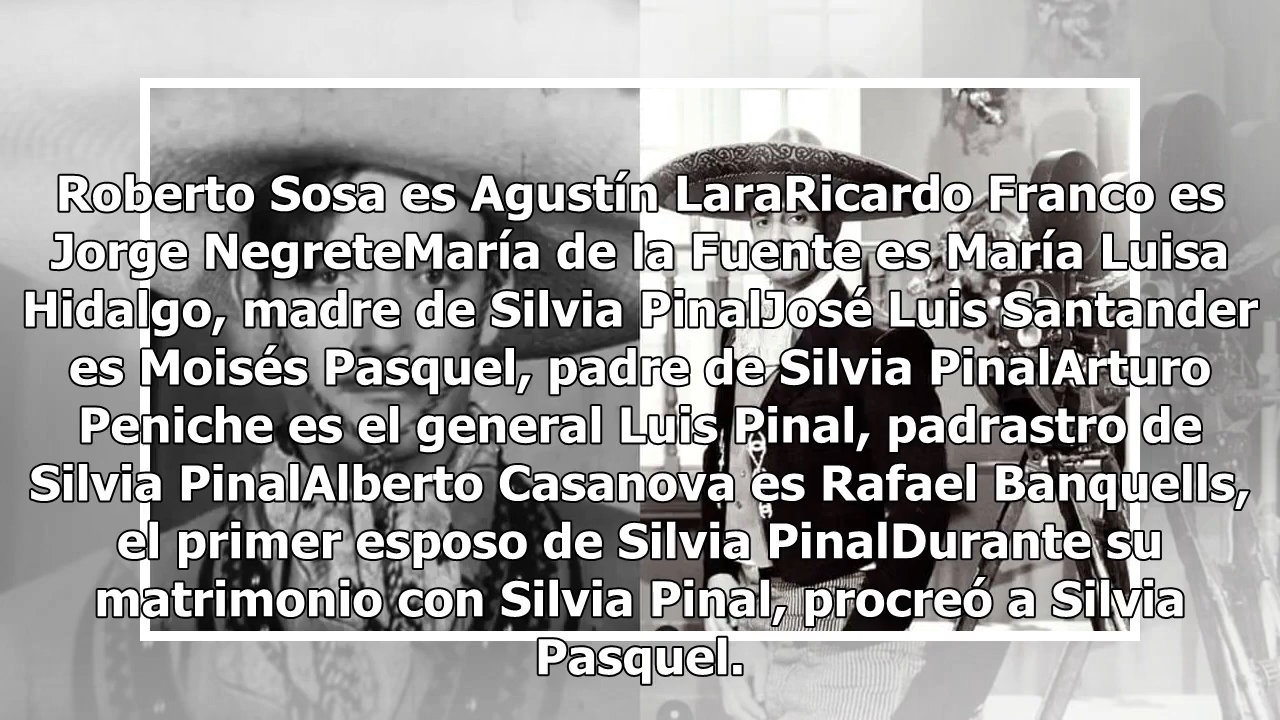 Roberto Sosa es Agustín LaraRicardo Franco es
Jorge NegreteMaría de la Fuente es María Luisa
Hidalgo, madre de Silvia PinalJosé Luis Santander
es Moisés Pasquel, padre de Silvia PinalArturo
Peniche es el general Luis Pinal, padrastro de
Silvia PinalAlberto Casanova es Rafael Banquells,
el primer esposo de Silvia PinalDurante su
matrimonio con Silvia Pinal, procreó a Silvia
Pasquel.